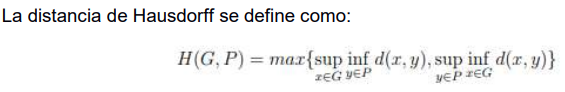 La distancia de Hausdorff se define como:
H(G, P) = max{sup inf d(x, y), sup inf d(x, y)}
x∈G y∈P y∈P x∈G